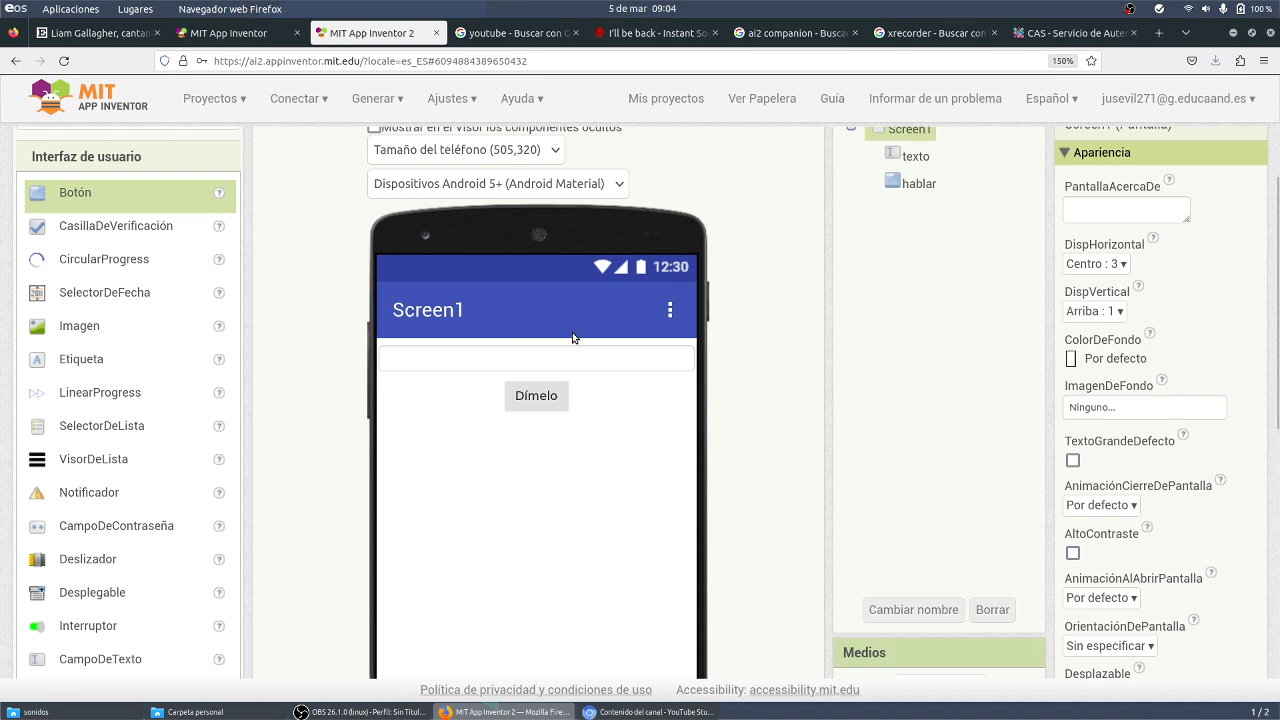 Aplicaciones Lugares Navegador web Firefox 5 de mar 09:04 100 %
Liam Gallagher, cantan
MIT App Inventor
MIT App Inventor 2
youtube - Buscar con G
I'll be back - Instant So
ai2 companion - Busca
xrecorder - Buscar con
CAS - Servicio de Auten
https://ai2.appinventor.mit.edu/?locale=es_ES#6094884389650432 150%
MIT
APP INVENTOR
Proyectos ▾ Conectar ▾ Generar ▾ Ajustes ▾ Ayuda ▾ Mis proyectos Ver Papelera Guía Informar de un problema Español ▾ jusevil271@g.educaand.es ▾
Interfaz de usuario
Botón ?
CasillaDeVerificación ?
CircularProgress ?
SelectorDeFecha ?
Imagen ?
Etiqueta ?
LinearProgress ?
SelectorDeLista ?
VisorDeLista ?
Notificador ?
CampoDeContraseña ?
Deslizador ?
Desplegable ?
Interruptor ?
CampoDeTexto ?
Mostrar en el Visor los componentes ocultos
Tamaño del teléfono (505,320)
Dispositivos Android 5+ (Android Material)
12:30
Screen1
Dímelo
Screen1
texto
hablar
Cambiar nombre Borrar
Medios
Screen1 (Pantalla)
Apariencia
PantallaAcercaDe ?
DispHorizontal ?
Centro : 3 ▾
DispVertical ?
Arriba : 1 ▾
ColorDeFondo ?
Por defecto
ImagenDeFondo ?
Ninguno...
TextoGrandeDefecto ?
AnimaciónCierreDePantalla ?
Por defecto ▾
AltoContraste ?
AnimaciónAlAbrirPantalla ?
Por defecto ▾
OrientaciónDePantalla ?
Sin especificar ▾
Desplazable ?
Política de privacidad y condiciones de uso Accessibility: accessibility.mit.edu
sonidos
Carpeta personal
OBS 26.1.0 (linux) - Perfil: Sin Titul...
MIT App Inventor 2 — Mozilla Fire...
Contenido del canal - YouTube Stu...
1 / 2